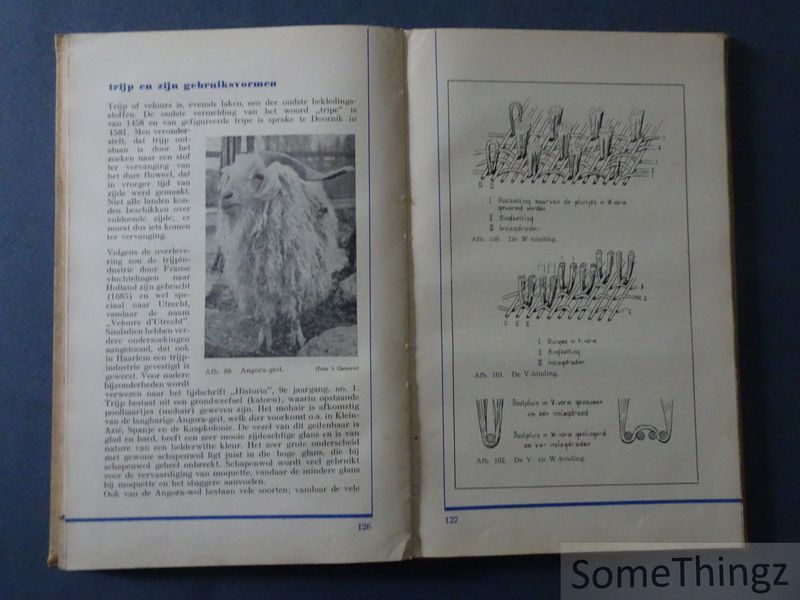 trijp en zijn gebruiksvormen
Trijp of velours is, evenals laken, een der oudste bekledings-
stoffen. De oudste vermelding van het woord „tripe” is
van 1458 en van gefigureerde tripe is sprake te Doornik in
1581. Men veronder-
stelt, dat trijp ont-
staan is door het
zoeken naar een stof
ter vervanging van
het dure fluweel, dat
in vroeger tijd van
zijde werd gemaakt.
Niet alle landen kon-
den beschikken over
voldoende zijde; er
moest dus iets komen
ter vervanging.
Volgens de overleve-
ring zou de trijpin-
dustrie door Franse
vluchtelingen naar
Holland zijn gebracht
(1685) en wel spe-
ciaal naar Utrecht,
vandaar de naam
„Velours d'Utrecht”.
Sindsdien hebben ver-
dere onderzoekingen
aangetoond, dat ook
in Haarlem een trijp-
industrie gevestigd is
geweest. Voor nadere
bijzonderheden wordt
verwezen naar het tijdschrift „Historia”, 9e jaargang, no. 1.
Trijp bestaat uit een grondweefsel (katoen), waarin opstaande
poolhaartjes (mohair) geweven zijn. Het mohair is afkomstig
van de langharige Angora-geit, welk dier voorkomt o.a. in Klein-
Azië, Spanje en de Kaapkolonie. De vezel van dit geitenhaar is
glad en hard, heeft een zeer mooie zijdeachtige glans en is van
nature van een helderwitte kleur. Het zeer grote onderscheid
met gewone schapenwol ligt juist in die hoge glans, die bij
schapenwol geheel onbreekt. Schapenwol wordt veel gebruikt
voor de vervaardiging van moquette, vandaar de mindere glans
bij moquette en het stuggere aanvoelen.
Ook van de Angora-wol bestaan vele soorten; vandaar de vele
Afb. 99. Angora-geit.
(Foto 't Gooium)
126
I Poolketting waarvan de pluisjes in W-vorm
gevormd worden
II Bindketting
III Inslagdraden
Afb. 100. De W-binding.
I Pluisjes in V-vorm
II Bindketting
III Inslagdraden
Afb. 101. De V-binding.
Poolpluis in V-vorm gevouwen
om één inslagdraad
Poolpluis in W-vorm geslingerd
om vier inslagdraden
Afb. 102. De V- en W-binding.
127
SomeThingz